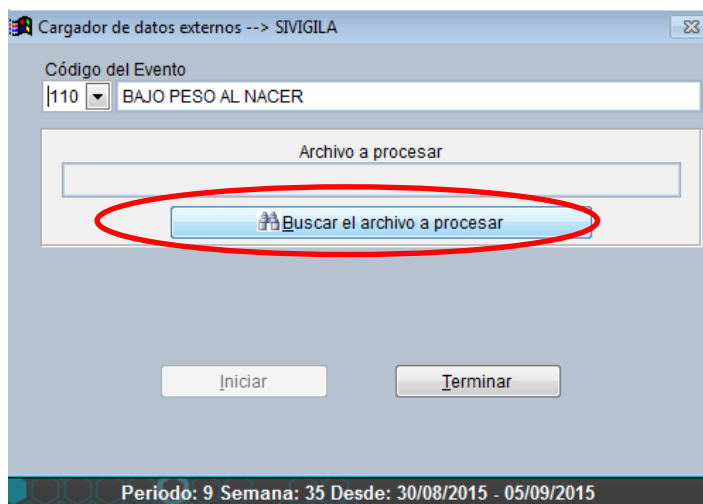 Cargador de datos externos --> SIVIGILA
Código del Evento
110 BAJO PESO AL NACER
Archivo a procesar
Buscar el archivo a procesar
Iniciar Terminar
Periodo: 9 Semana: 35 Desde: 30/08/2015 - 05/09/2015